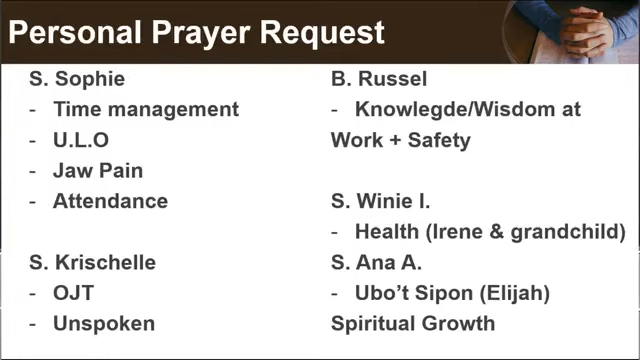 Personal Prayer Request
S. Sophie
- Time management
- U.L.O
- Jaw Pain
- Attendance
S. Krischelle
- OJT
- Unspoken
B. Russel
- Knowlegde/Wisdom at
Work + Safety
S. Winie I.
- Health (Irene & grandchild)
S. Ana A.
- Ubo't Sipon (Elijah)
Spiritual Growth